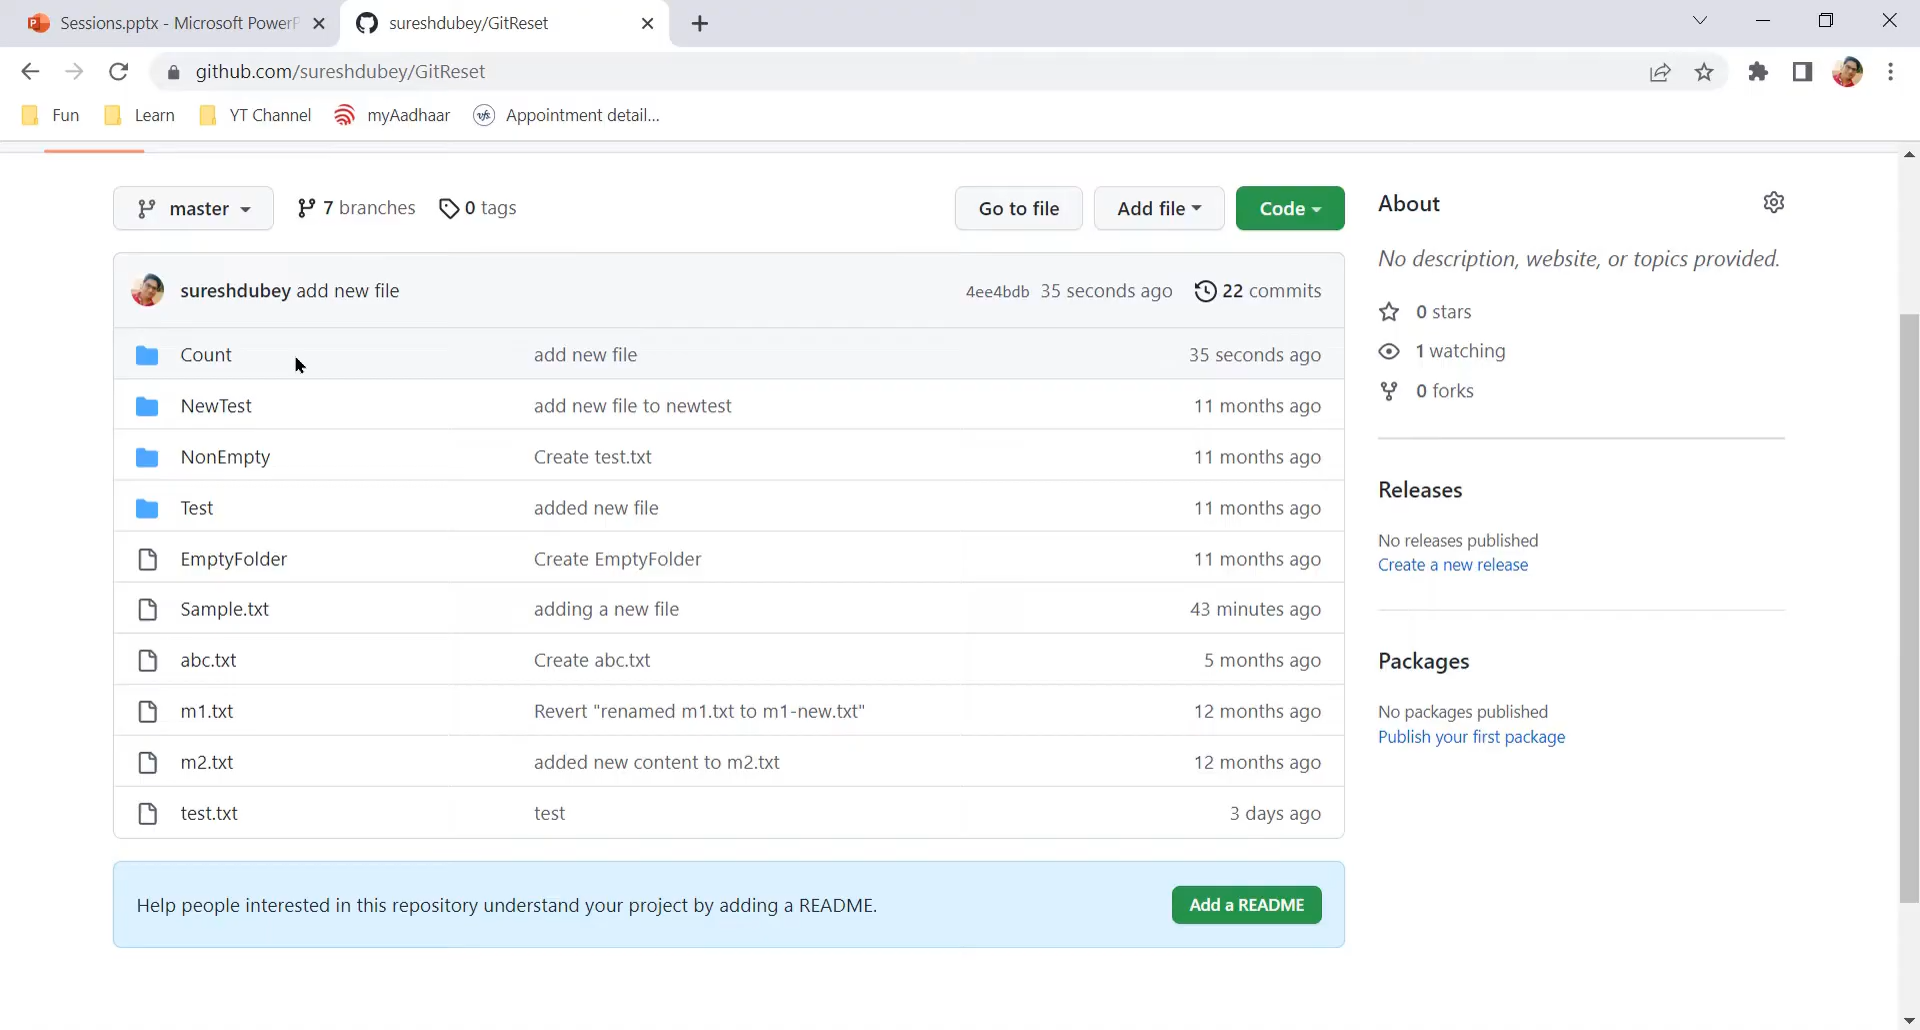 Sessions.pptx - Microsoft PowerP
sureshdubey/GitReset
github.com/sureshdubey/GitReset
Fun
Learn
YT Channel
myAadhaar
vfs
Appointment detail...
master
7 branches
0 tags
Go to file
Add file
Code
sureshdubey add new file
4ee4bdb 35 seconds ago
22 commits
Count add new file 35 seconds ago
NewTest add new file to newtest 11 months ago
NonEmpty Create test.txt 11 months ago
Test added new file 11 months ago
EmptyFolder Create EmptyFolder 11 months ago
Sample.txt adding a new file 43 minutes ago
abc.txt Create abc.txt 5 months ago
m1.txt Revert "renamed m1.txt to m1-new.txt" 12 months ago
m2.txt added new content to m2.txt 12 months ago
test.txt test 3 days ago
Help people interested in this repository understand your project by adding a README.
Add a README
About
No description, website, or topics provided.
0 stars
1 watching
0 forks
Releases
No releases published
Create a new release
Packages
No packages published
Publish your first package